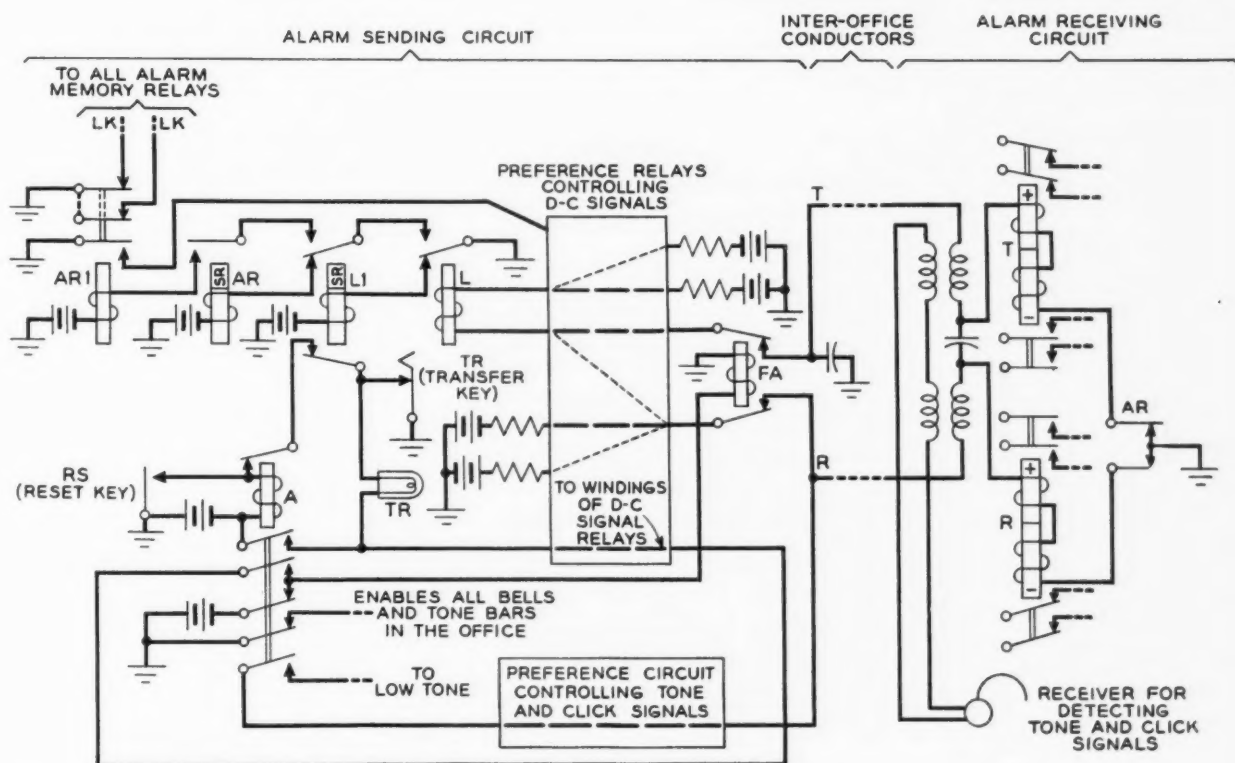 ALARM SENDING CIRCUIT
INTER-OFFICE
CONDUCTORS
ALARM RECEIVING
CIRCUIT
TO ALL ALARM
MEMORY RELAYS
LK LK
PREFERENCE RELAYS
CONTROLLING
D-C SIGNALS
T
+
T
-
AR1
SR
AR
SR
L1
L
TR
(TRANSFER
KEY)
FA
AR
RS
(RESET KEY)
A
TR
R
+
R
-
TO WINDINGS
OF D-C
SIGNAL
RELAYS
ENABLES ALL BELLS
AND TONE BARS
IN THE OFFICE
TO
LOW TONE
PREFERENCE CIRCUIT
CONTROLLING TONE
AND CLICK SIGNALS
RECEIVER FOR
DETECTING
TONE AND CLICK
SIGNALS